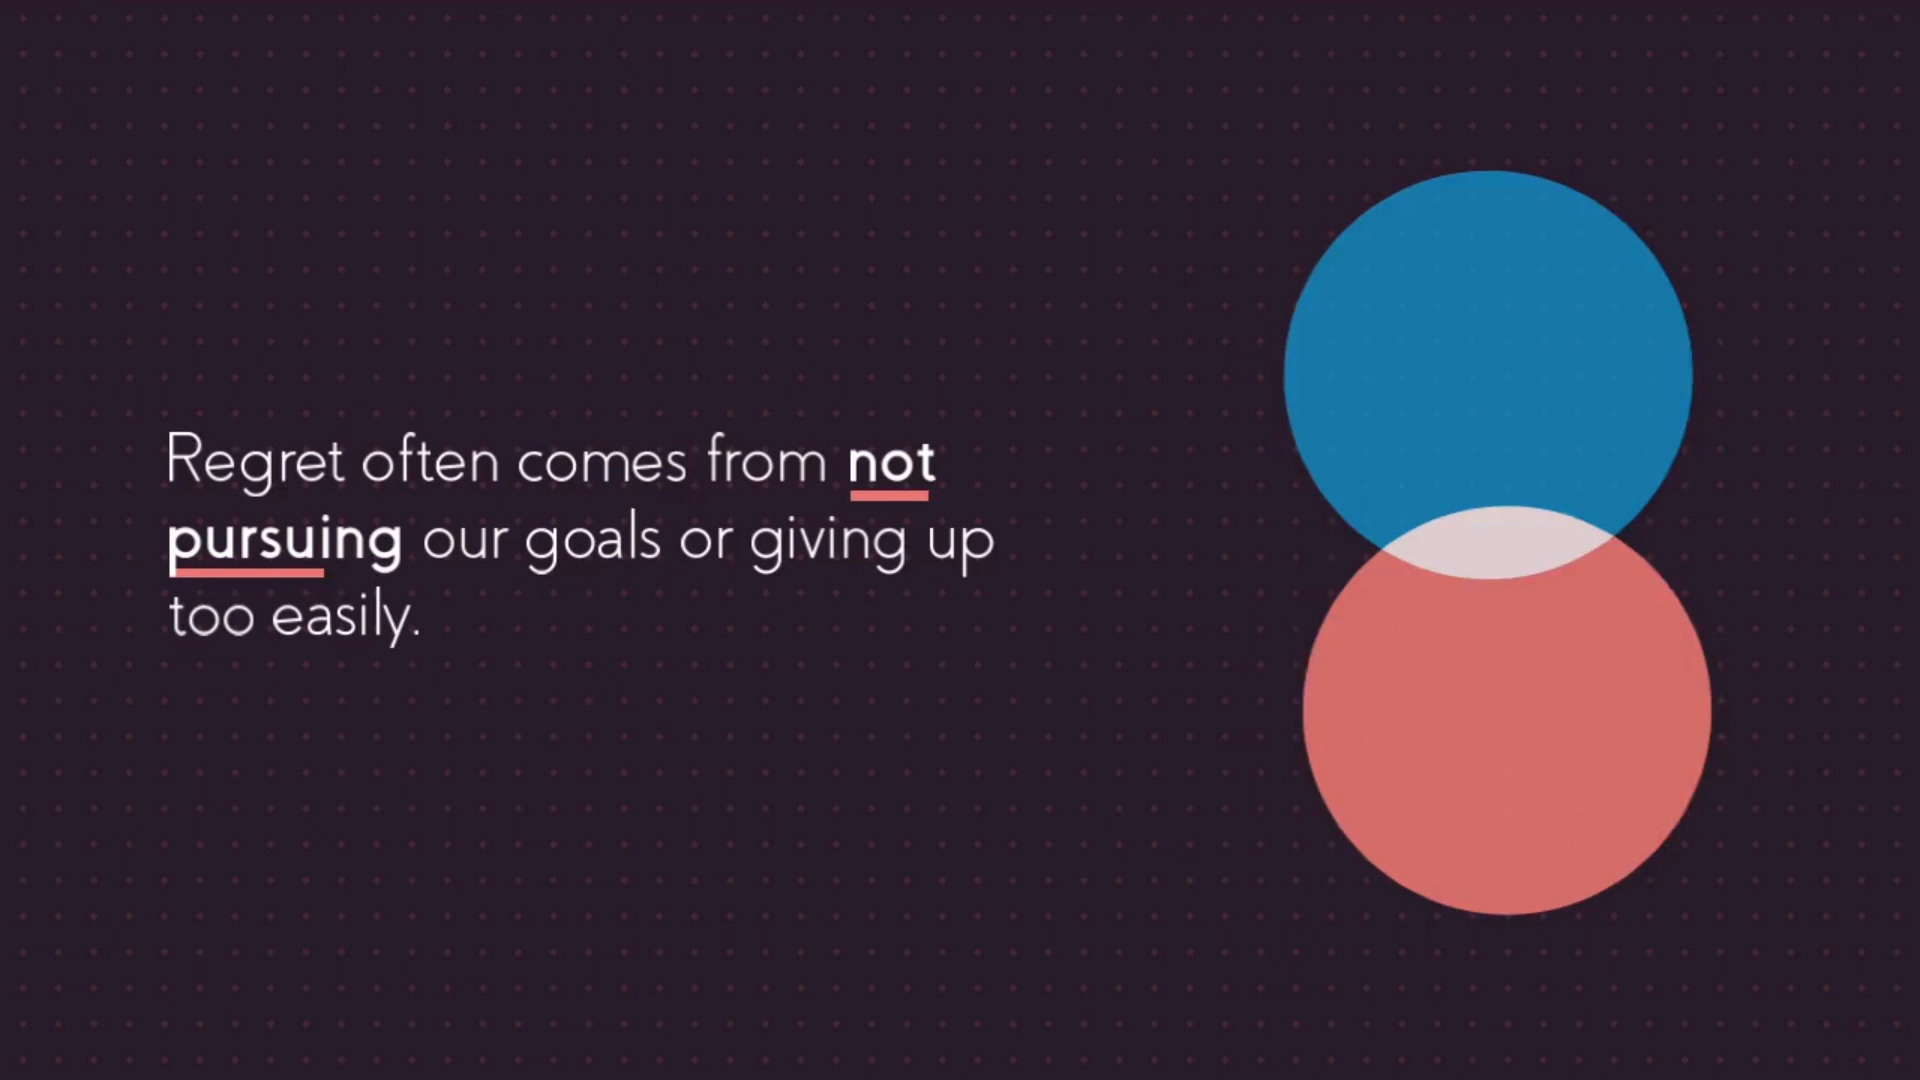 Regret often comes from not
pursuing our goals or giving up
too easily.